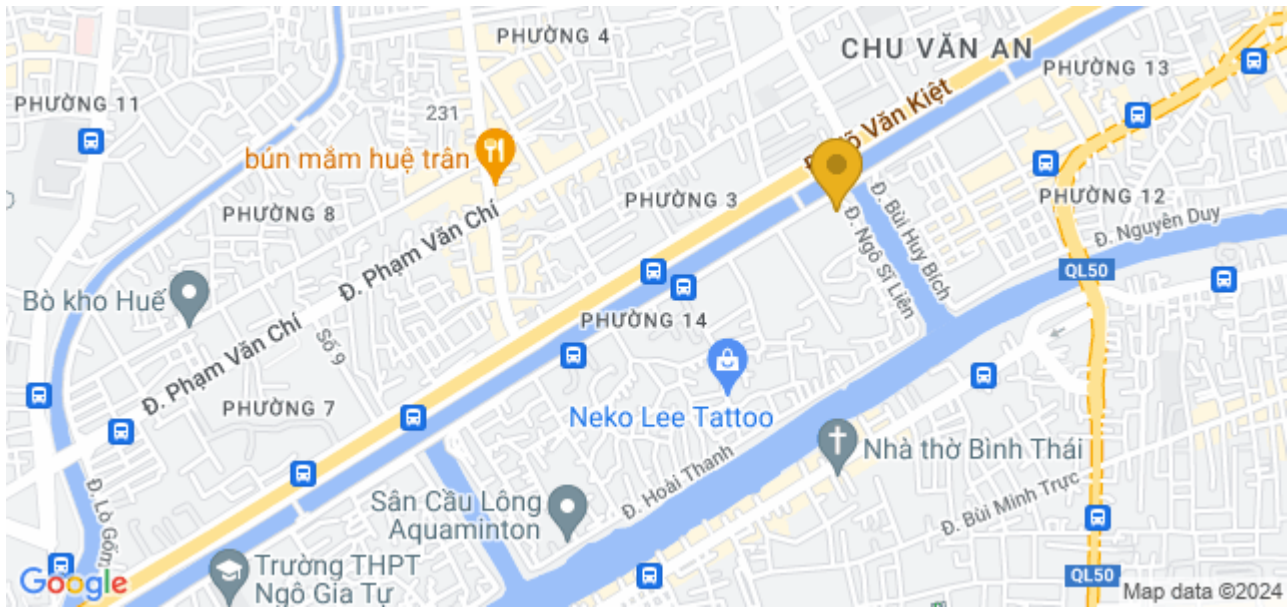 PHƯỜNG 4
CHU VĂN AN
PHƯỜNG 13
PHƯỜNG 11
231
Võ Văn Kiệt
bún mắm huệ trân
PHƯỜNG 3
PHƯỜNG 12
Đ. Bùi Huy Bích
PHƯỜNG 8
Đ. Phạm Văn Chí
Đ. Nguyên Duy
Đ. Ngô Sĩ Liên
QL50
Bò kho Huế
PHƯỜNG 14
Số 9
Đ. Phạm Văn Chí
PHƯỜNG 7
Neko Lee Tattoo
Nhà thờ Bình Thái
Đ. Hoài Thanh
Đ. Bùi Minh Trực
Đ. Lò Gốm
Sân Cầu Lông
Aquaminton
Trường THPT
Ngô Gia Tự
QL50
Google
Map data ©2024